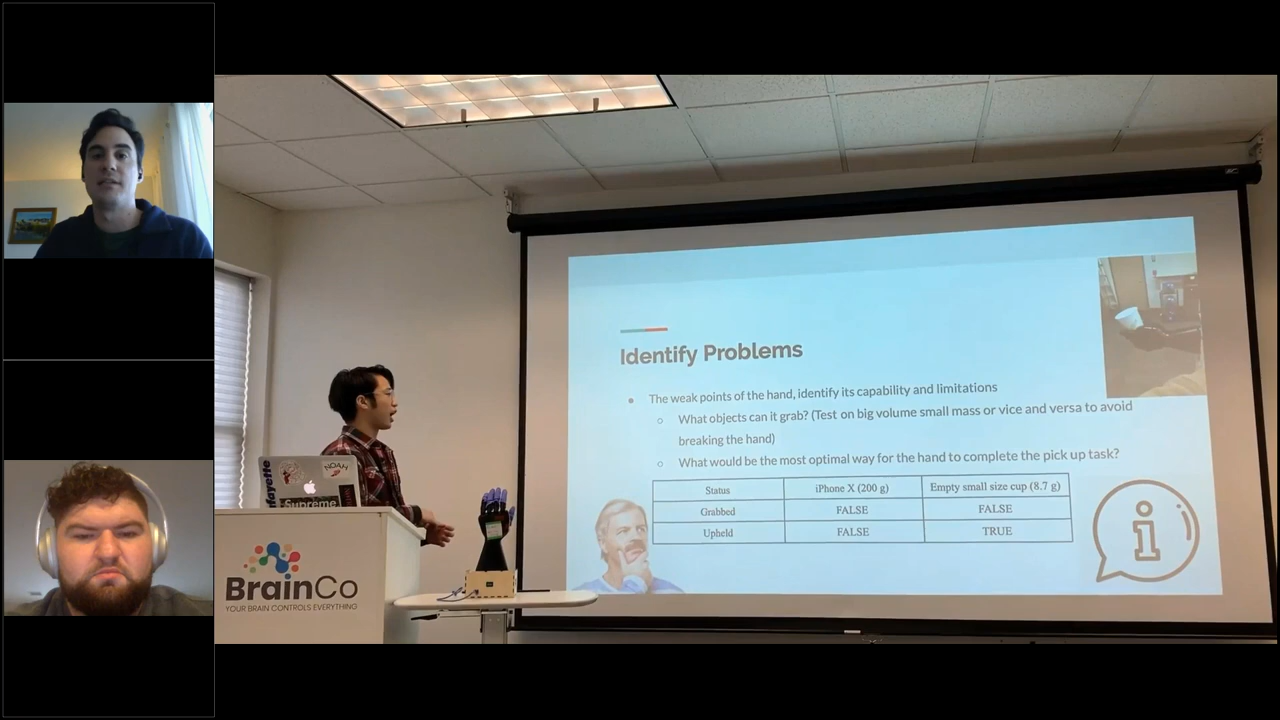 Identify Problems
The weak points of the hand, identify its capability and limitations
What objects can it grab? (Test on big volume small mass or vice and versa to avoid
breaking the hand)
What would be the most optimal way for the hand to complete the pick up task?
Status iPhone X (200 g) Empty small size cup (8.7 g)
Grabbed FALSE FALSE
Upheld FALSE TRUE
i
NOAH
Supreme
BrainCo
YOUR BRAIN CONTROLS EVERYTHING